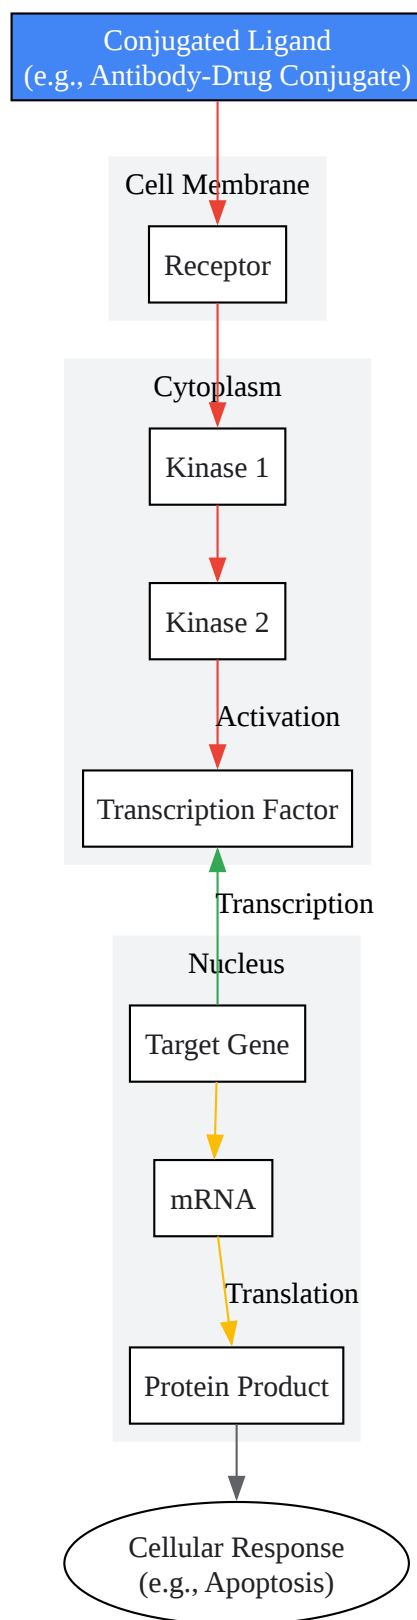 Conjugated Ligand
(e.g., Antibody-Drug Conjugate)
Cell Membrane
Receptor
Cytoplasm
Kinase 1
Kinase 2
Activation
Transcription Factor
Transcription
Nucleus
Target Gene
mRNA
Translation
Protein Product
Cellular Response
(e.g., Apoptosis)